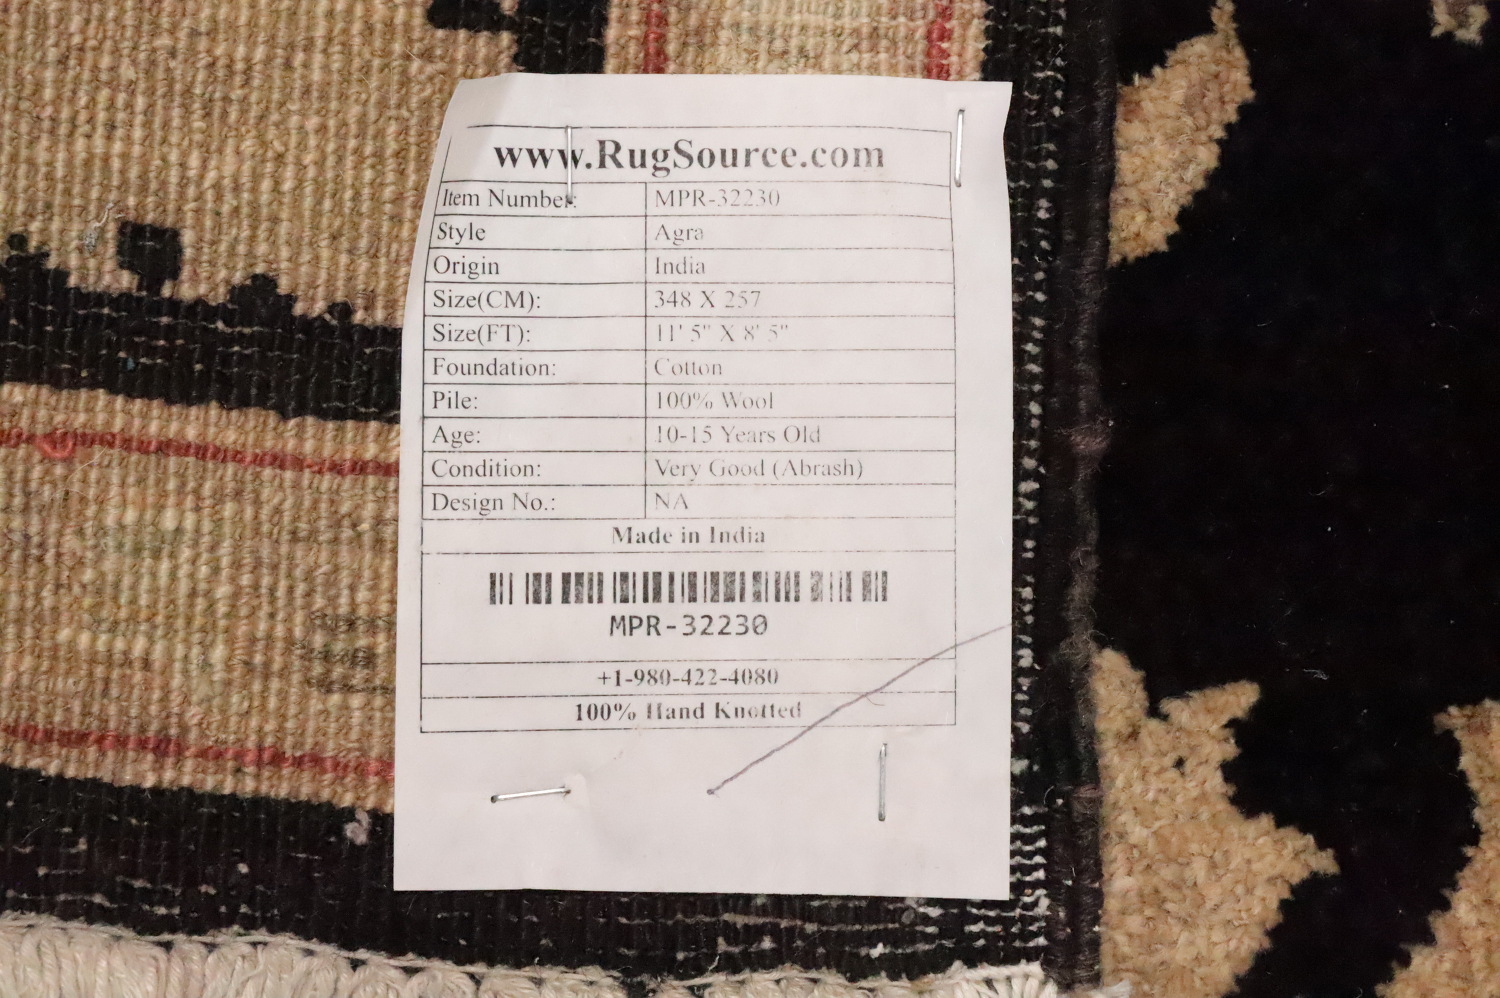 www.RugSource.com
Item Number: MPR-32230
Style Agra
Origin India
Size(CM): 348 X 257
Size(FT): 11' 5" X 8' 5"
Foundation: Cotton
Pile: 100% Wool
Age: 10-15 Years Old
Condition: Very Good (Abrash)
Design No.: NA
Made in India
MPR-32230
+1-980-422-4080
100% Hand Knotted